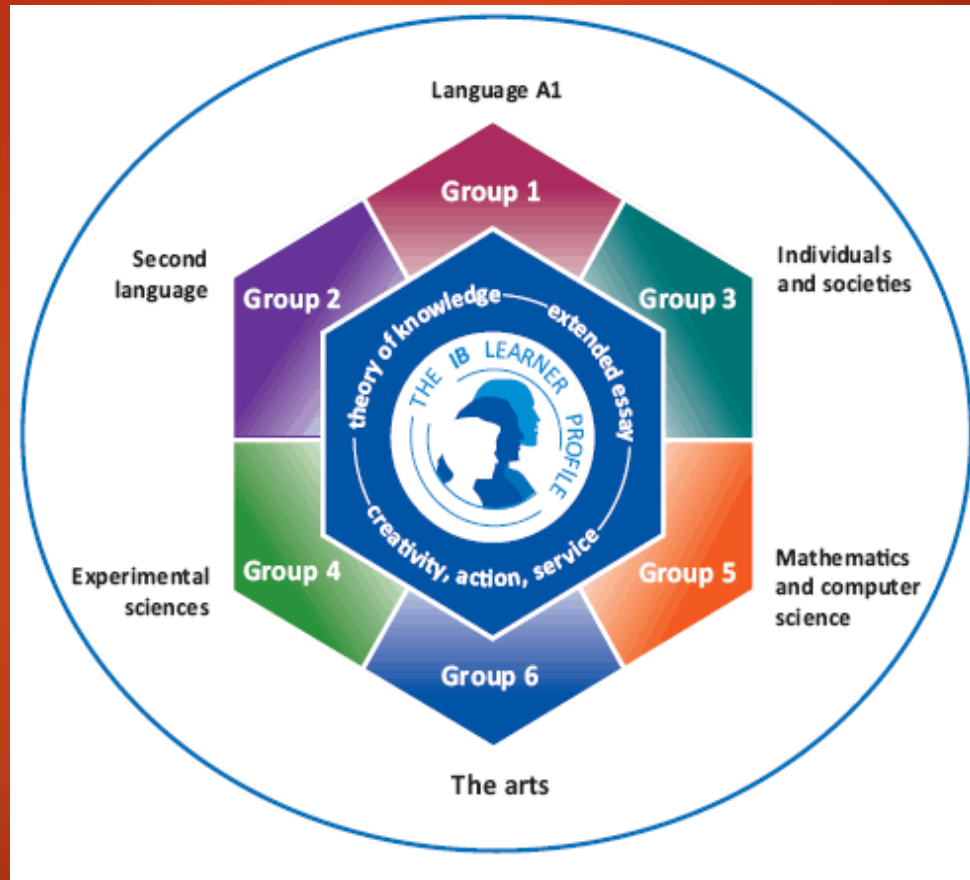 Language A1
Group 1
Second
language
Group 2
Group 3
Individuals
and societies
theory of knowledge
extended essay
THE IB LEARNER PROFILE
creativity, action, service
Experimental
sciences
Group 4
Group 5
Mathematics
and computer
science
Group 6
The arts